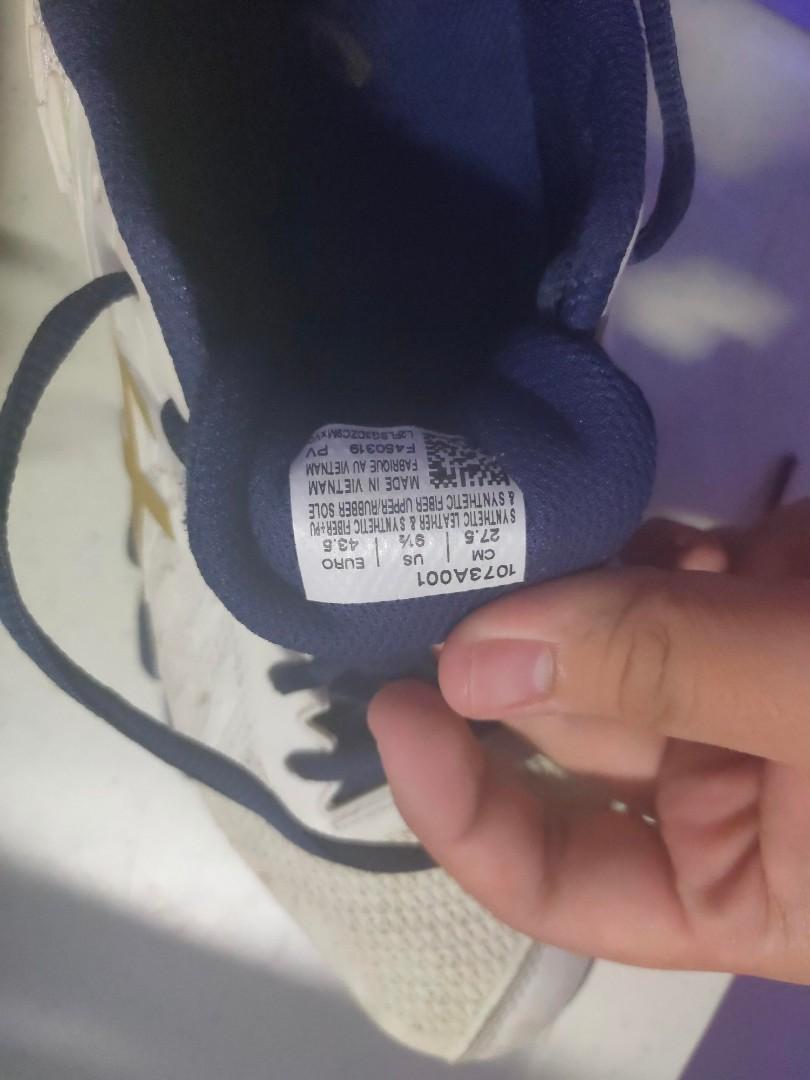 1073A001
CM | US | EURO
27.5 | 9½ | 43.5
SYNTHETIC LEATHER & SYNTHETIC FIBER+PU
& SYNTHETIC FIBER UPPER/RUBBER SOLE
MADE IN VIETNAM
FABRIQUE AU VIETNAM
F450319 PV